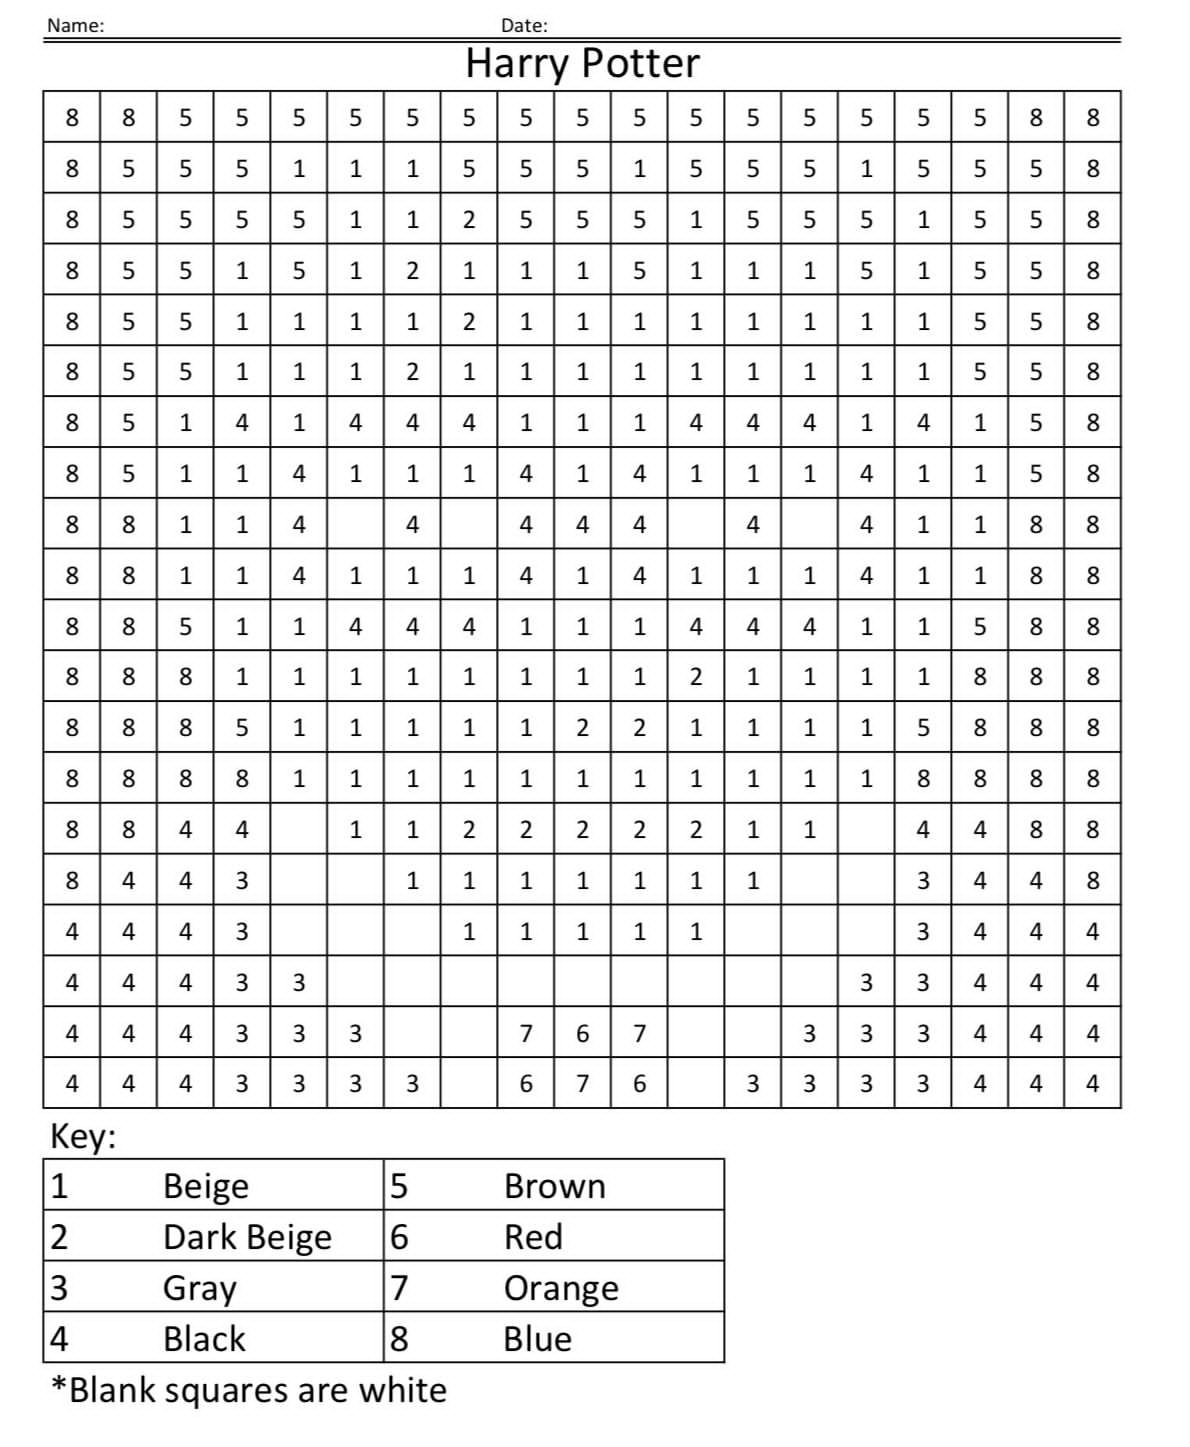 Name: Date:
Harry Potter
8 8 5 5 5 5 5 5 5 5 5 5 5 5 5 5 5 8 8
8 5 5 5 1 1 1 5 5 5 1 5 5 5 1 5 5 5 8
8 5 5 5 5 1 1 2 5 5 5 1 5 5 5 1 5 5 8
8 5 5 1 5 1 2 1 1 1 5 1 1 1 5 1 5 5 8
8 5 5 1 1 1 1 2 1 1 1 1 1 1 1 1 5 5 8
8 5 5 1 1 1 2 1 1 1 1 1 1 1 1 1 5 5 8
8 5 1 4 1 4 4 4 1 1 1 4 4 4 1 4 1 5 8
8 5 1 1 4 1 1 1 4 1 4 1 1 1 4 1 1 5 8
8 8 1 1 4 4 4 4 4 4 4 1 1 8 8
8 8 1 1 4 1 1 1 4 1 4 1 1 1 4 1 1 8 8
8 8 5 1 1 4 4 4 1 1 1 4 4 4 1 1 5 8 8
8 8 8 1 1 1 1 1 1 1 1 2 1 1 1 1 8 8 8
8 8 8 5 1 1 1 1 1 2 2 1 1 1 1 5 8 8 8
8 8 8 8 1 1 1 1 1 1 1 1 1 1 1 8 8 8 8
8 8 4 4 1 1 2 2 2 2 2 1 1 4 4 8 8
8 4 4 3 1 1 1 1 1 1 1 3 4 4 8
4 4 4 3 1 1 1 1 1 3 4 4 4
4 4 4 3 3 3 3 4 4 4
4 4 4 3 3 3 7 6 7 3 3 3 4 4 4
4 4 4 3 3 3 3 6 7 6 3 3 3 3 4 4 4
Key:
1 Beige 5 Brown
2 Dark Beige 6 Red
3 Gray 7 Orange
4 Black 8 Blue
*Blank squares are white